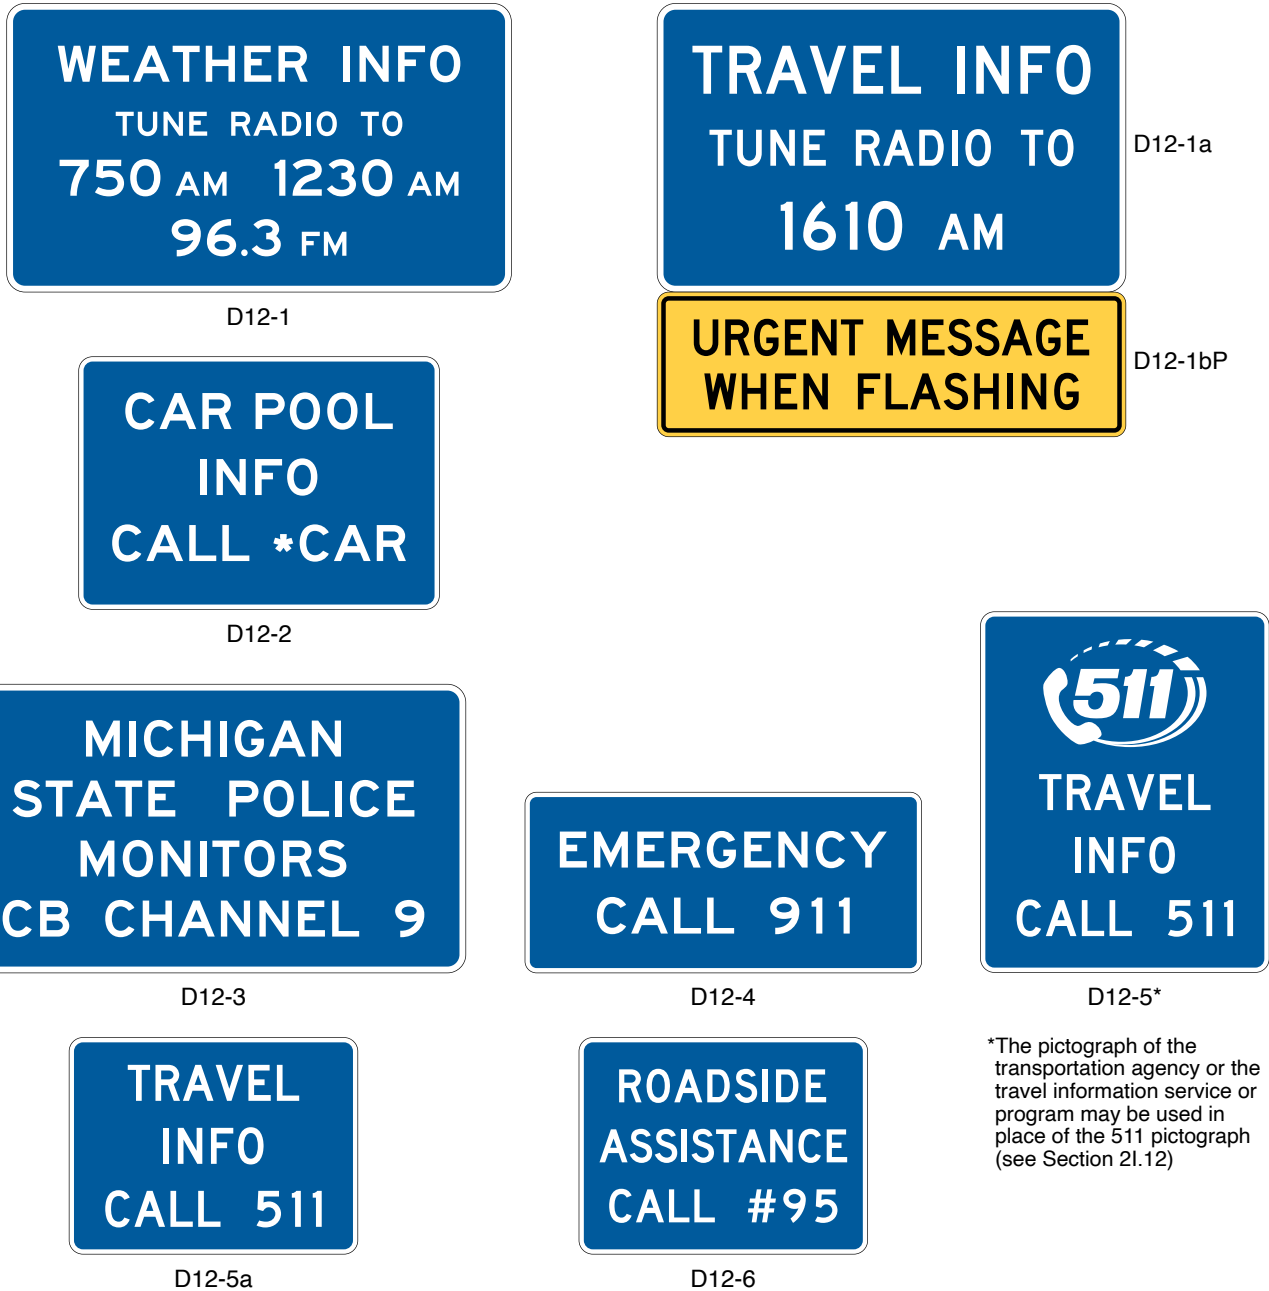 WEATHER INFO
TUNE RADIO TO
750 AM 1230 AM
96.3 FM
D12-1
TRAVEL INFO
TUNE RADIO TO
1610 AM
D12-1a
URGENT MESSAGE
WHEN FLASHING
D12-1bP
CAR POOL
INFO
CALL *CAR
D12-2
MICHIGAN
STATE POLICE
MONITORS
CB CHANNEL 9
D12-3
EMERGENCY
CALL 911
D12-4
511
TRAVEL
INFO
CALL 511
D12-5*
*The pictograph of the
transportation agency or the
travel information service or
program may be used in
place of the 511 pictograph
(see Section 2I.12)
TRAVEL
INFO
CALL 511
D12-5a
ROADSIDE
ASSISTANCE
CALL #95
D12-6